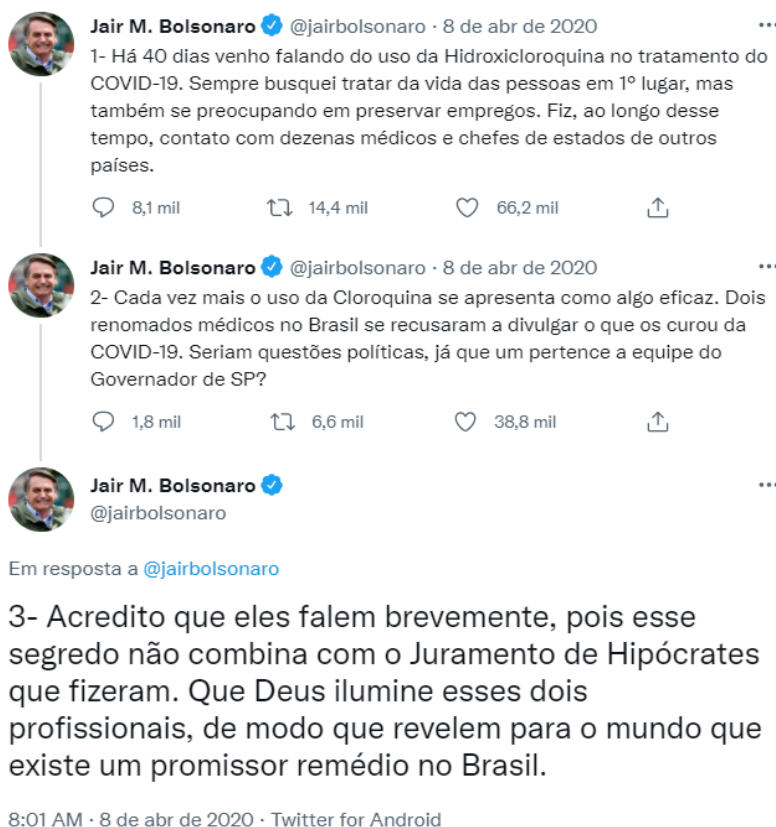 Jair M. Bolsonaro @jairbolsonaro · 8 de abr de 2020
1- Há 40 dias venho falando do uso da Hidroxicloroquina no tratamento do
COVID-19. Sempre busquei tratar da vida das pessoas em 1º lugar, mas
também se preocupando em preservar empregos. Fiz, ao longo desse
tempo, contato com dezenas médicos e chefes de estados de outros
países.
8,1 mil 14,4 mil 66,2 mil
Jair M. Bolsonaro @jairbolsonaro · 8 de abr de 2020
2- Cada vez mais o uso da Cloroquina se apresenta como algo eficaz. Dois
renomados médicos no Brasil se recusaram a divulgar o que os curou da
COVID-19. Seriam questões políticas, já que um pertence a equipe do
Governador de SP?
1,8 mil 6,6 mil 38,8 mil
Jair M. Bolsonaro
@jairbolsonaro
Em resposta a @jairbolsonaro
3- Acredito que eles falem brevemente, pois esse
segredo não combina com o Juramento de Hipócrates
que fizeram. Que Deus ilumine esses dois
profissionais, de modo que revelem para o mundo que
existe um promissor remédio no Brasil.
8:01 AM · 8 de abr de 2020 · Twitter for Android